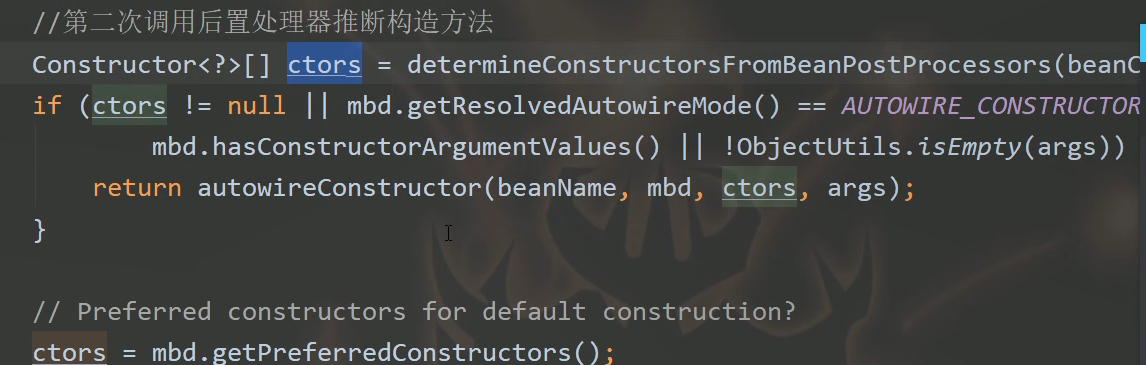 //第二次调用后置处理器推断构造方法
Constructor<?>[] ctors = determineConstructorsFromBeanPostProcessors(beanC
if (ctors != null || mbd.getResolvedAutowireMode() == AUTOWIRE_CONSTRUCTOR
mbd.hasConstructorArgumentValues() || !ObjectUtils.isEmpty(args))
return autowireConstructor(beanName, mbd, ctors, args);
}
// Preferred constructors for default construction?
ctors = mbd.getPreferredConstructors();